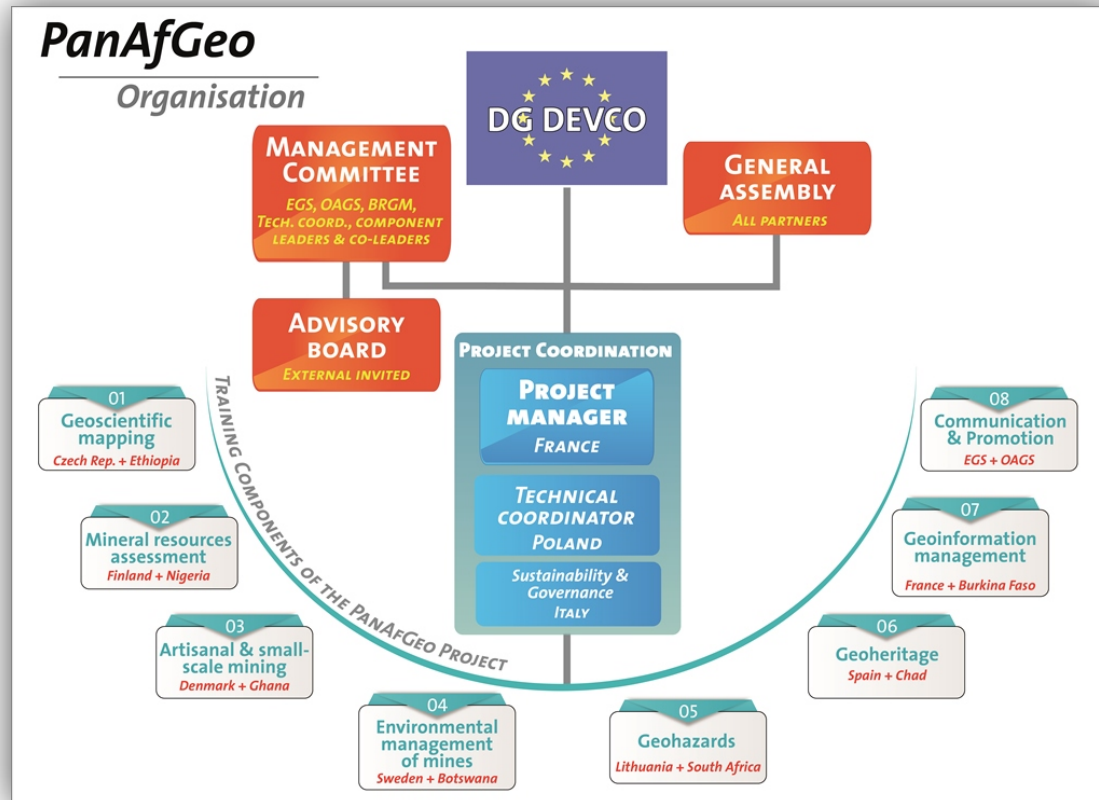 PanAfGeo
Organisation
DG DEVCO
MANAGEMENT
COMMITTEE
EGS, OAGS, BRGM,
TECH. COORD., COMPONENT
LEADERS & CO-LEADERS
GENERAL
ASSEMBLY
ALL PARTNERS
ADVISORY
BOARD
EXTERNAL INVITED
PROJECT COORDINATION
PROJECT
MANAGER
FRANCE
TECHNICAL
COORDINATOR
POLAND
Sustainability &
Governance
ITALY
TRAINING COMPONENTS OF THE PANAFGEO PROJECT
01
Geoscientific
mapping
Czech Rep. + Ethiopia
02
Mineral resources
assessment
Finland + Nigeria
03
Artisanal & small-
scale mining
Denmark + Ghana
04
Environmental
management
of mines
Sweden + Botswana
05
Geohazards
Lithuania + South Africa
06
Geoheritage
Spain + Chad
07
Geoinformation
management
France + Burkina Faso
08
Communication
& Promotion
EGS + OAGS